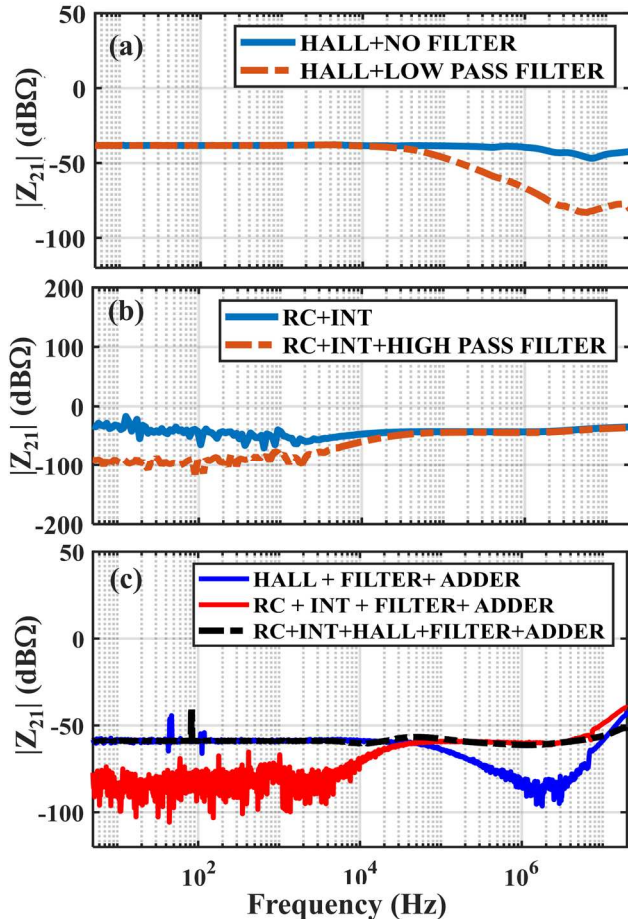 50
(a)
HALL+NO FILTER
HALL+LOW PASS FILTER
0
-50
-100
|Z21| (dBΩ)
200
(b)
RC+INT
RC+INT+HIGH PASS FILTER
100
0
-100
-200
|Z21| (dBΩ)
50
(c)
HALL + FILTER+ ADDER
RC + INT + FILTER+ ADDER
RC+INT+HALL+FILTER+ADDER
0
-50
-100
|Z21| (dBΩ)
10^2 10^4 10^6
Frequency (Hz)